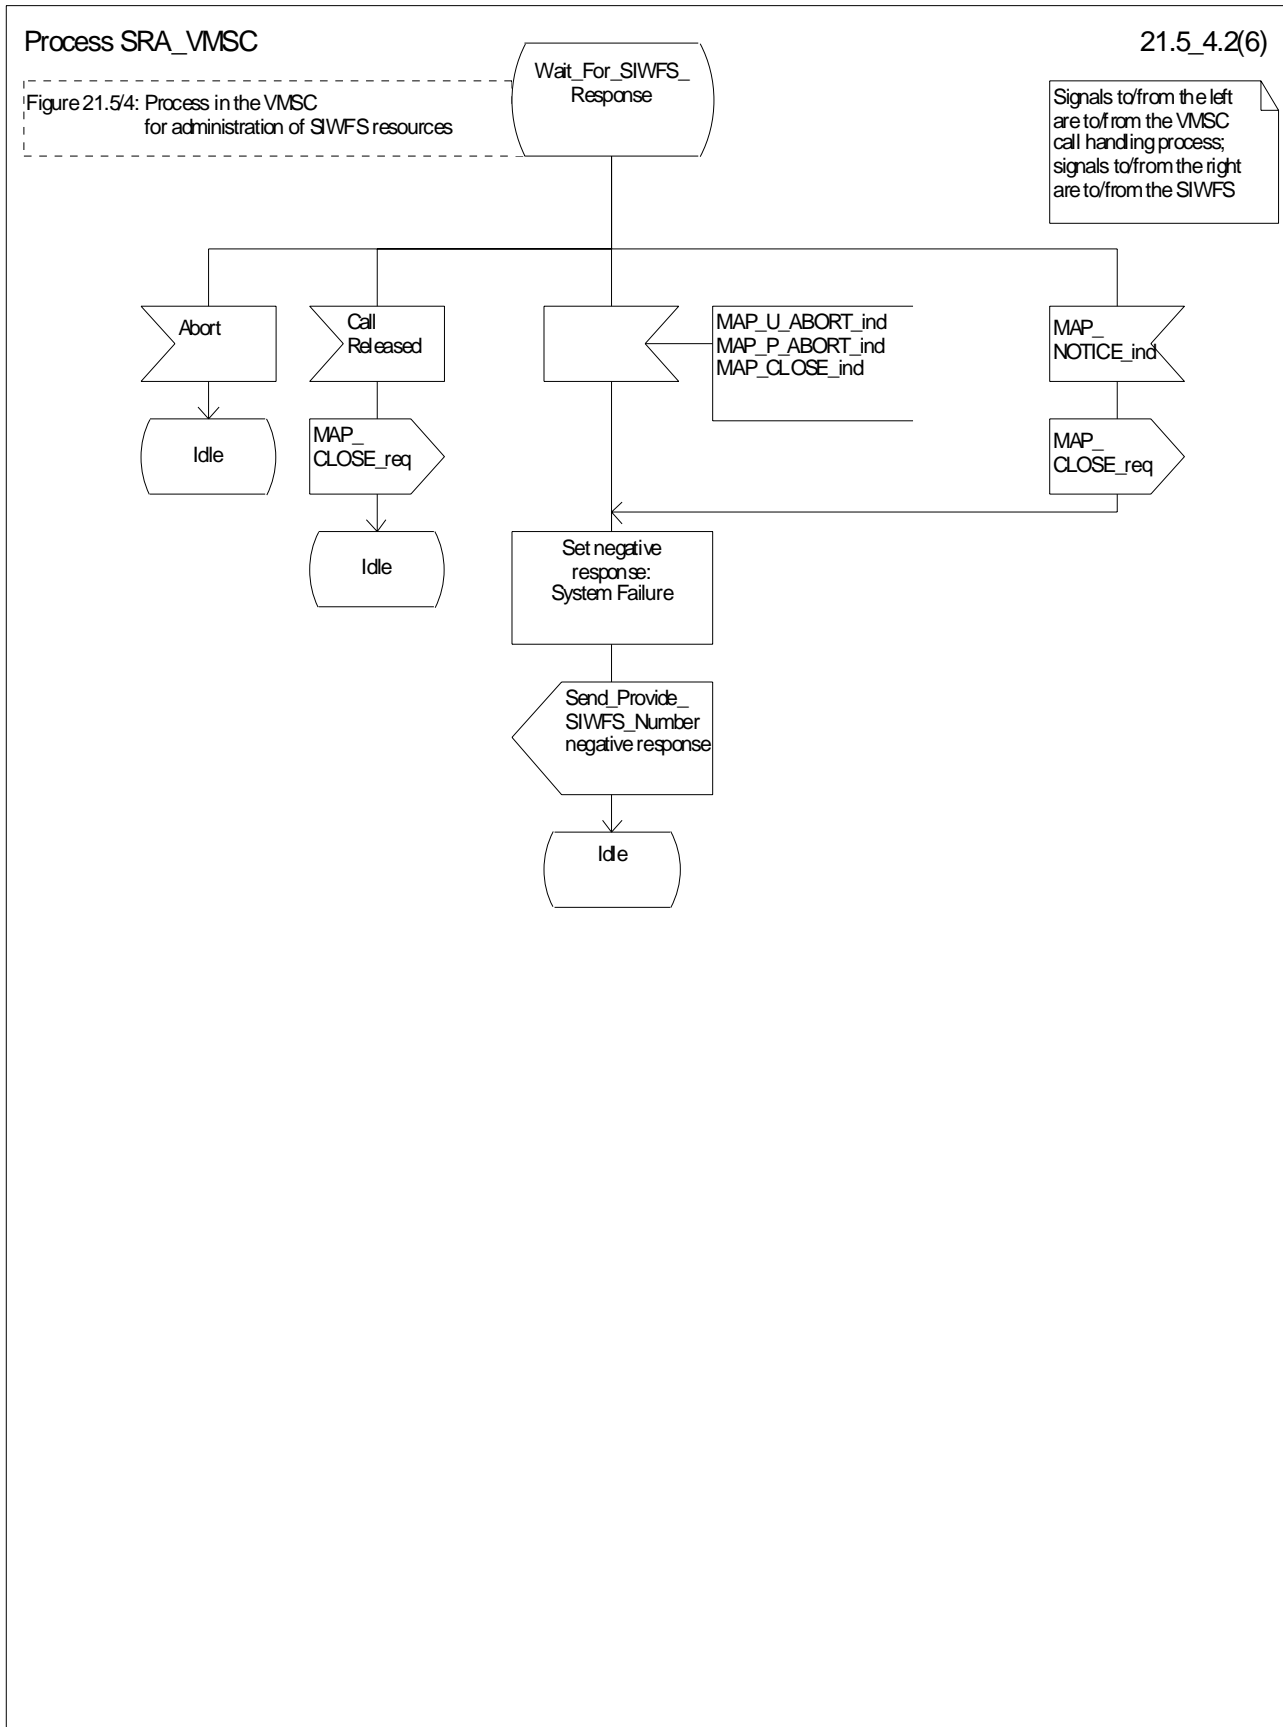 Process SRA_VMSC
21.5_4.2(6)
Figure 21.5/4: Process in the VMSC
for administration of SIWFS resources
Wait_For_SIWFS_
Response
Signals to/from the left
are to/from the VMSC
call handling process;
signals to/from the right
are to/from the SIWFS
Abort
Call
Released
MAP_U_ABORT_ind
MAP_P_ABORT_ind
MAP_CLOSE_ind
MAP_
NOTICE_ind
Idle
MAP_
CLOSE_req
MAP_
CLOSE_req
Idle
Set negative
response:
System Failure
Send_Provide_
SIWFS_Number
negative response
Idle